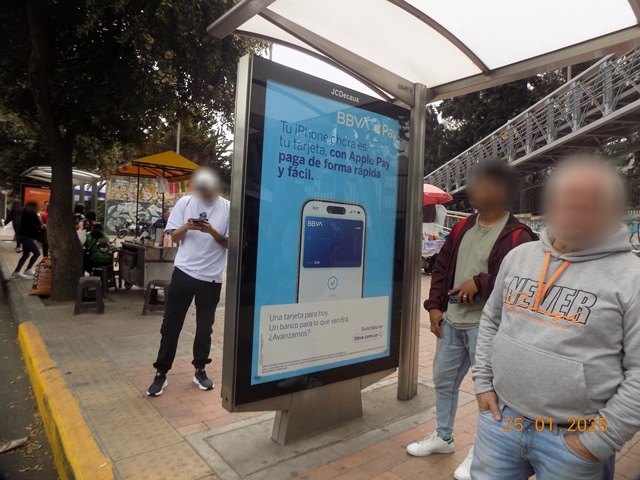 JCDecaux
BBVA Pay
Tu iPhone ahora es
tu tarjeta, con Apple Pay
paga de forma rápida
y fácil.
BBVA
Una tarjeta para hoy.
Un banco para lo que vendrá.
¿Avanzamos?
Solicítala en
bbva.com.co
NEVER
25.01.2025